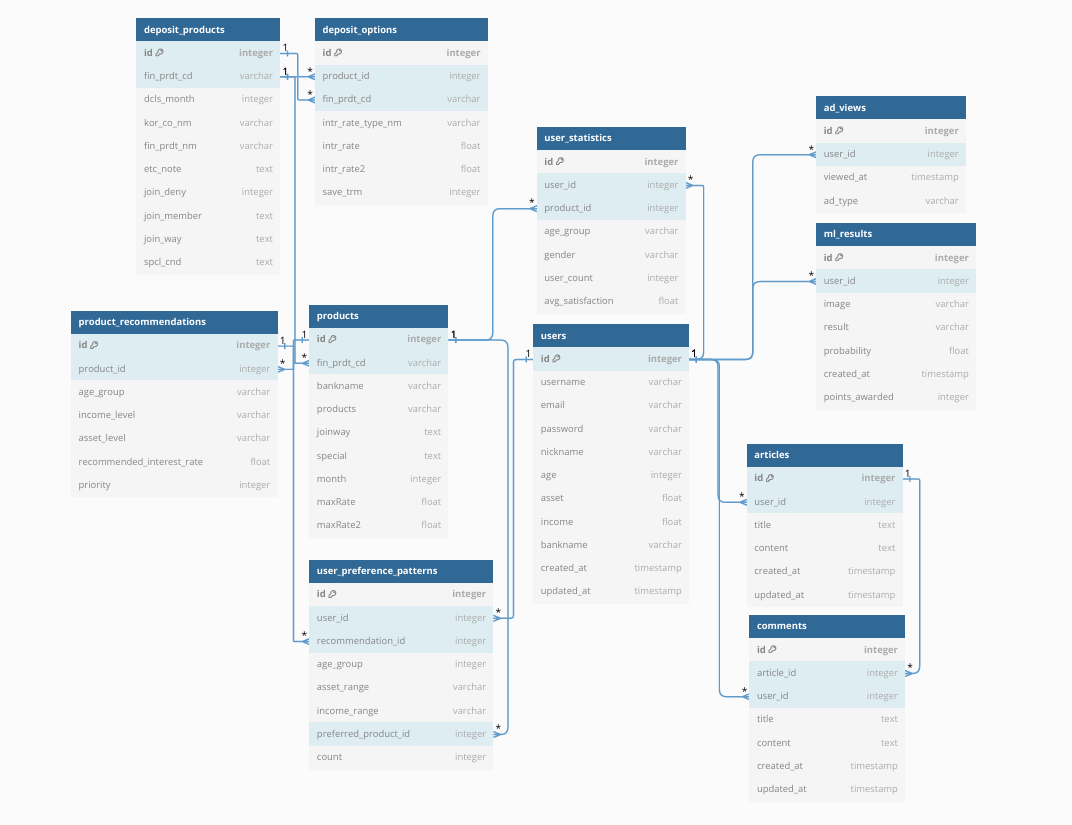 deposit_products
id integer
fin_prdt_cd varchar
dcls_month integer
kor_co_nm varchar
fin_prdt_nm varchar
etc_note text
join_deny integer
join_member text
join_way text
spcl_cnd text
1
1
deposit_options
id integer
* product_id integer
* fin_prdt_cd varchar
intr_rate_type_nm varchar
intr_rate float
intr_rate2 float
save_trm integer
user_statistics
id integer
user_id integer *
* product_id integer
age_group varchar
gender varchar
user_count integer
avg_satisfaction float
ad_views
id integer
* user_id integer
viewed_at timestamp
ad_type varchar
ml_results
id integer
* user_id integer
image varchar
result varchar
probability float
created_at timestamp
points_awarded integer
product_recommendations
id integer 1
product_id integer *
age_group varchar
income_level varchar
asset_level varchar
recommended_interest_rate float
priority integer
products
1 id integer 1
* fin_prdt_cd varchar
bankname varchar
products varchar
joinway text
special text
month integer
maxRate float
maxRate2 float
users
1 id integer 1
username varchar
email varchar
password varchar
nickname varchar
age integer
asset float
income float
bankname varchar
created_at timestamp
updated_at timestamp
articles
id integer 1
* user_id integer
title text
content text
created_at timestamp
updated_at timestamp
user_preference_patterns
id integer
user_id integer *
* recommendation_id integer
age_group integer
asset_range varchar
income_range varchar
preferred_product_id integer *
count integer
comments
id integer
article_id integer *
* user_id integer
title text
content text
created_at timestamp
updated_at timestamp